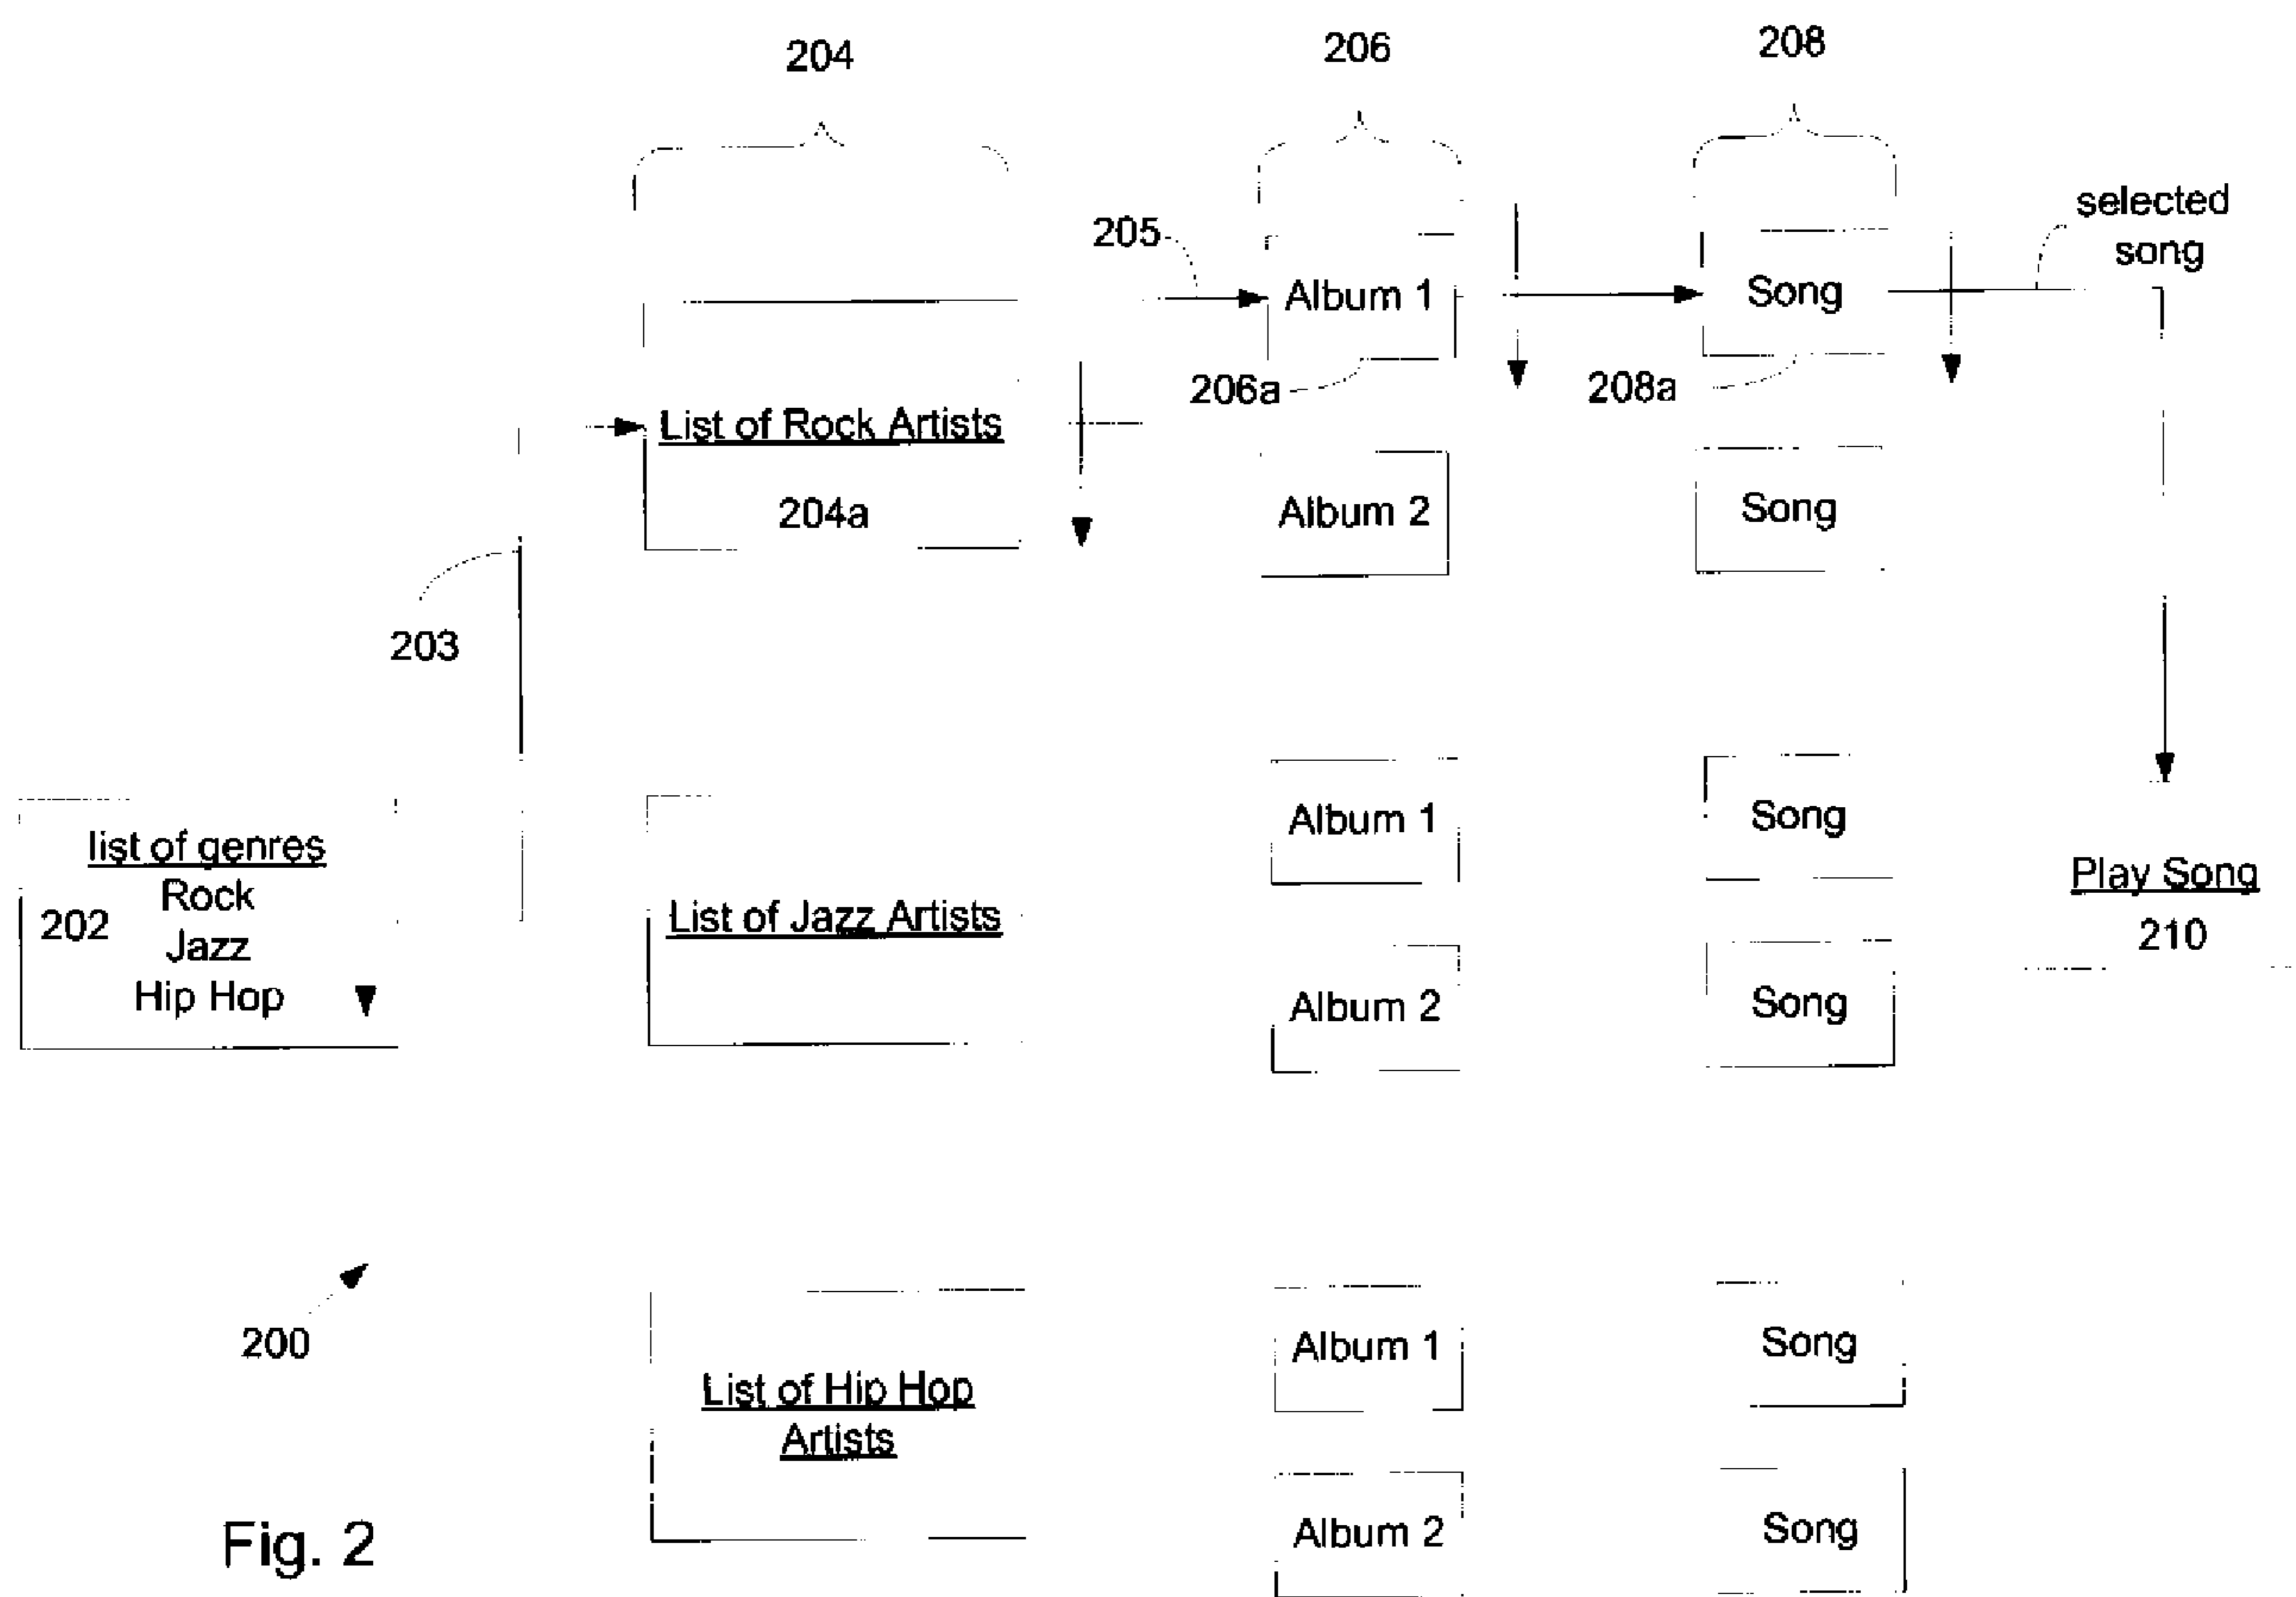 204
206
208
selected
song
205
Album 1
Song
206a
208a
List of Rock Artists
204a
Album 2
Song
203
list of genres
202
Rock
Jazz
Hip Hop
List of Jazz Artists
Album 1
Song
Album 2
Song
Play Song
210
200
List of Hip Hop
Artists
Album 1
Song
Album 2
Song
Fig. 2